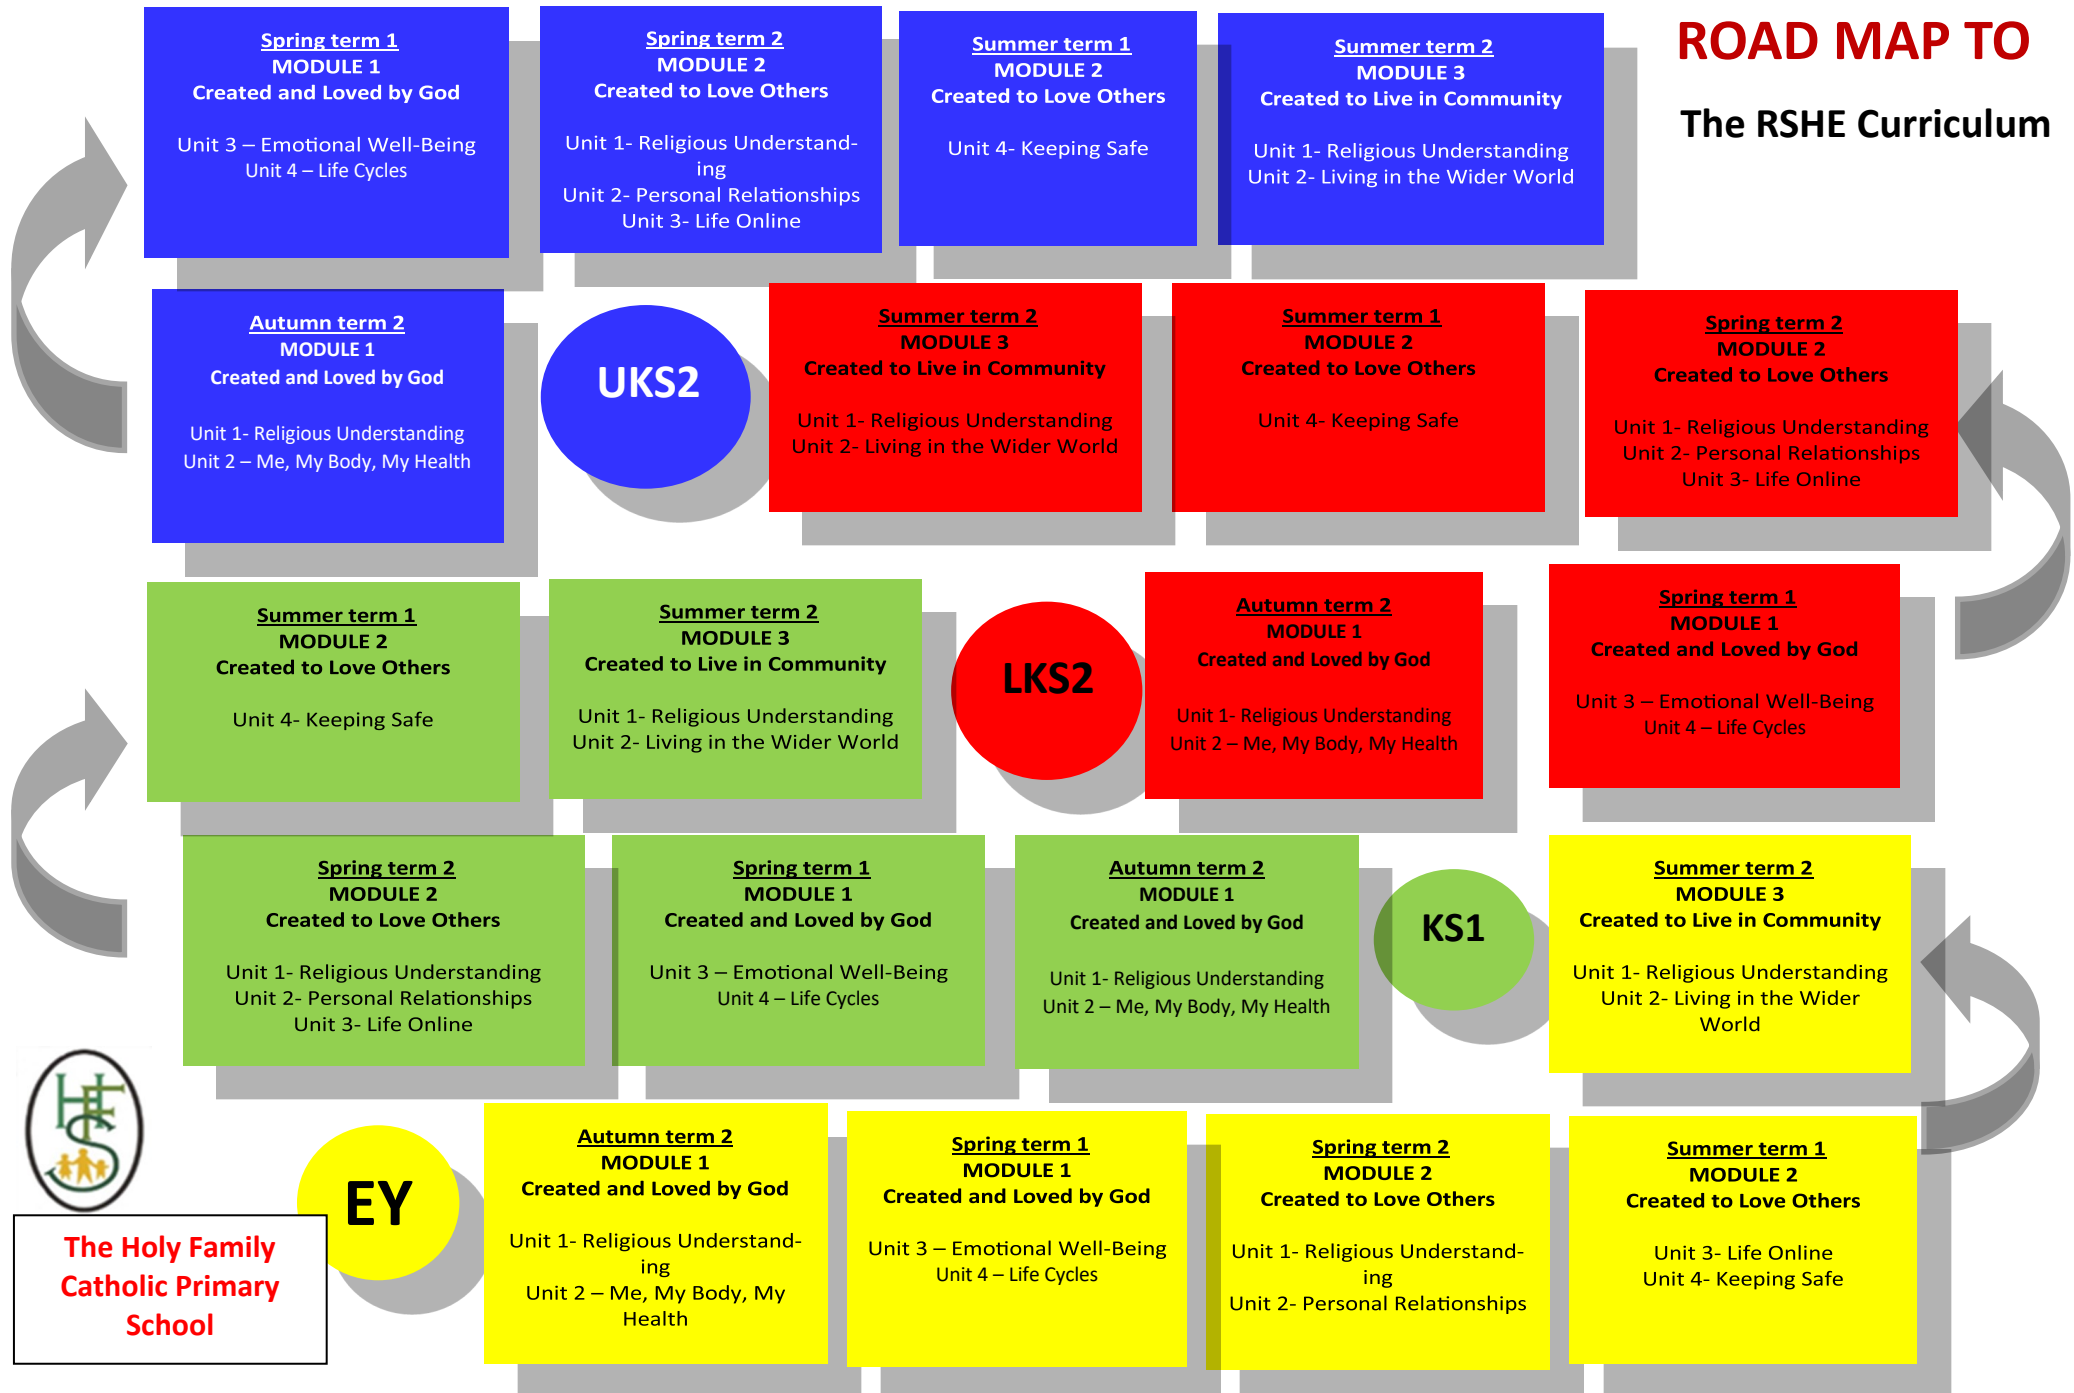 ROAD MAP TO
The RSHE Curriculum
Spring term 1
MODULE 1
Created and Loved by God
Unit 3 – Emotional Well-Being
Unit 4 – Life Cycles
Spring term 2
MODULE 2
Created to Love Others
Unit 1- Religious Understand-
ing
Unit 2- Personal Relationships
Unit 3- Life Online
Summer term 1
MODULE 2
Created to Love Others
Unit 4- Keeping Safe
Summer term 2
MODULE 3
Created to Live in Community
Unit 1- Religious Understanding
Unit 2- Living in the Wider World
Autumn term 2
MODULE 1
Created and Loved by God
Unit 1- Religious Understanding
Unit 2 – Me, My Body, My Health
UKS2
Summer term 2
MODULE 3
Created to Live in Community
Unit 1- Religious Understanding
Unit 2- Living in the Wider World
Summer term 1
MODULE 2
Created to Love Others
Unit 4- Keeping Safe
Spring term 2
MODULE 2
Created to Love Others
Unit 1- Religious Understanding
Unit 2- Personal Relationships
Unit 3- Life Online
Summer term 1
MODULE 2
Created to Love Others
Unit 4- Keeping Safe
Summer term 2
MODULE 3
Created to Live in Community
Unit 1- Religious Understanding
Unit 2- Living in the Wider World
LKS2
Autumn term 2
MODULE 1
Created and Loved by God
Unit 1- Religious Understanding
Unit 2 – Me, My Body, My Health
Spring term 1
MODULE 1
Created and Loved by God
Unit 3 – Emotional Well-Being
Unit 4 – Life Cycles
Spring term 2
MODULE 2
Created to Love Others
Unit 1- Religious Understanding
Unit 2- Personal Relationships
Unit 3- Life Online
Spring term 1
MODULE 1
Created and Loved by God
Unit 3 – Emotional Well-Being
Unit 4 – Life Cycles
Autumn term 2
MODULE 1
Created and Loved by God
Unit 1- Religious Understanding
Unit 2 – Me, My Body, My Health
KS1
Summer term 2
MODULE 3
Created to Live in Community
Unit 1- Religious Understanding
Unit 2- Living in the Wider
World
HFS
The Holy Family
Catholic Primary
School
EY
Autumn term 2
MODULE 1
Created and Loved by God
Unit 1- Religious Understand-
ing
Unit 2 – Me, My Body, My
Health
Spring term 1
MODULE 1
Created and Loved by God
Unit 3 – Emotional Well-Being
Unit 4 – Life Cycles
Spring term 2
MODULE 2
Created to Love Others
Unit 1- Religious Understand-
ing
Unit 2- Personal Relationships
Summer term 1
MODULE 2
Created to Love Others
Unit 3- Life Online
Unit 4- Keeping Safe